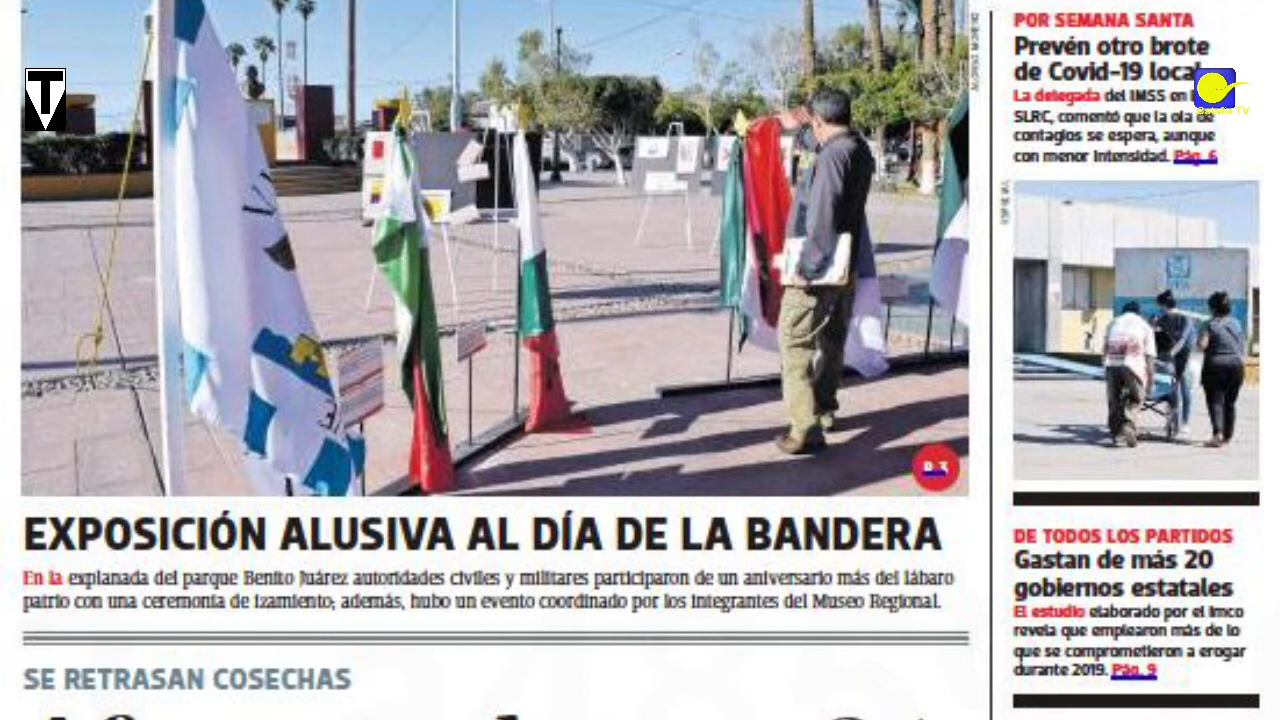 EXPOSICIÓN ALUSIVA AL DÍA DE LA BANDERA
En la explanada del parque Benito Juárez autoridades civiles y militares participaron de un aniversario más del lábaro
patrio con una ceremonia de izamiento; además, hubo un evento coordinado por los integrantes del Museo Regional.
SE RETRASAN COSECHAS
POR SEMANA SANTA
Prevén otro brote
de Covid-19 local
La delegada del IMSS en
SLRC, comentó que la ola de
contagios se espera, aunque
con menor intensidad. Pág. 6
ESPECIAL
DE TODOS LOS PARTIDOS
Gastan de más 20
gobiernos estatales
El estudio elaborado por el Imco
revela que emplearon más de lo
que se comprometieron a erogar
durante 2019. Pág. 9